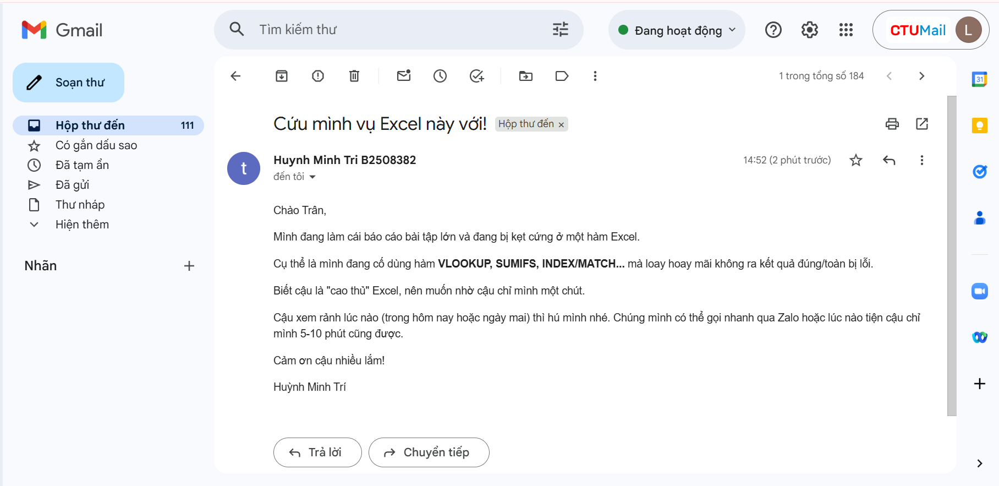 Gmail
Tìm kiếm thư
Đang hoạt động
CTUMail
L
Soạn thư
1 trong tổng số 184
31
Hộp thư đến 111
Có gắn dấu sao
Đã tạm ẩn
Đã gửi
Thư nháp
Hiện thêm
Nhãn
Cứu mình vụ Excel này với! Hộp thư đến ×
t
Huynh Minh Tri B2508382
14:52 (2 phút trước)
đến tôi
Chào Trân,
Mình đang làm cái báo cáo bài tập lớn và đang bị kẹt cứng ở một hàm Excel.
Cụ thể là mình đang cố dùng hàm VLOOKUP, SUMIFS, INDEX/MATCH... mà loay hoay mãi không ra kết quả đúng/toàn bị lỗi.
Biết cậu là "cao thủ" Excel, nên muốn nhờ cậu chỉ mình một chút.
Cậu xem rảnh lúc nào (trong hôm nay hoặc ngày mai) thì hú mình nhé. Chúng mình có thể gọi nhanh qua Zalo hoặc lúc nào tiện cậu chỉ
mình 5-10 phút cũng được.
Cảm ơn cậu nhiều lắm!
Huỳnh Minh Trí
Trả lời
Chuyển tiếp